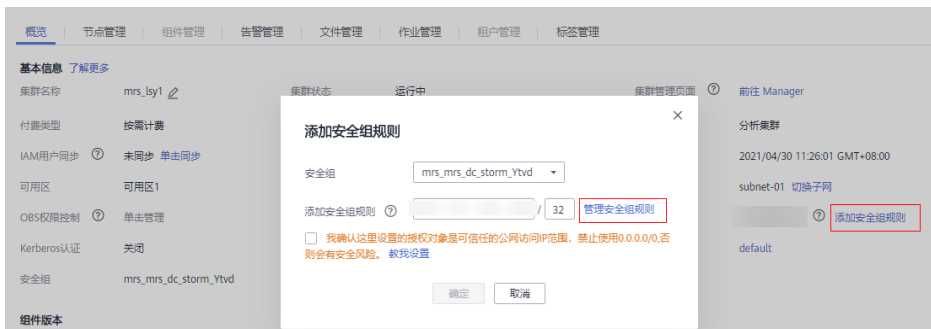 概览 节点管理 组件管理 告警管理 文件管理 作业管理 租户管理 标签管理
基本信息 了解更多
集群名称 mrs_lsy1 集群状态 运行中 集群管理页面 ? 前往 Manager
付费类型 按需计费 分析集群
IAM用户同步 ? 未同步 单击同步 2021/04/30 11:26:01 GMT+08:00
可用区 可用区1 subnet-01 切换子网
OBS权限控制 ? 单击管理 ? 添加安全组规则
Kerberos认证 关闭 default
安全组 mrs_mrs_dc_storm_Ytvd
组件版本
添加安全组规则
安全组 mrs_mrs_dc_storm_Ytvd
添加安全组规则 ? / 32 管理安全组规则
我确认这里设置的授权对象是可信任的公网访问IP范围，禁止使用0.0.0.0/0,否
则会有安全风险。 教我设置
确定 取消